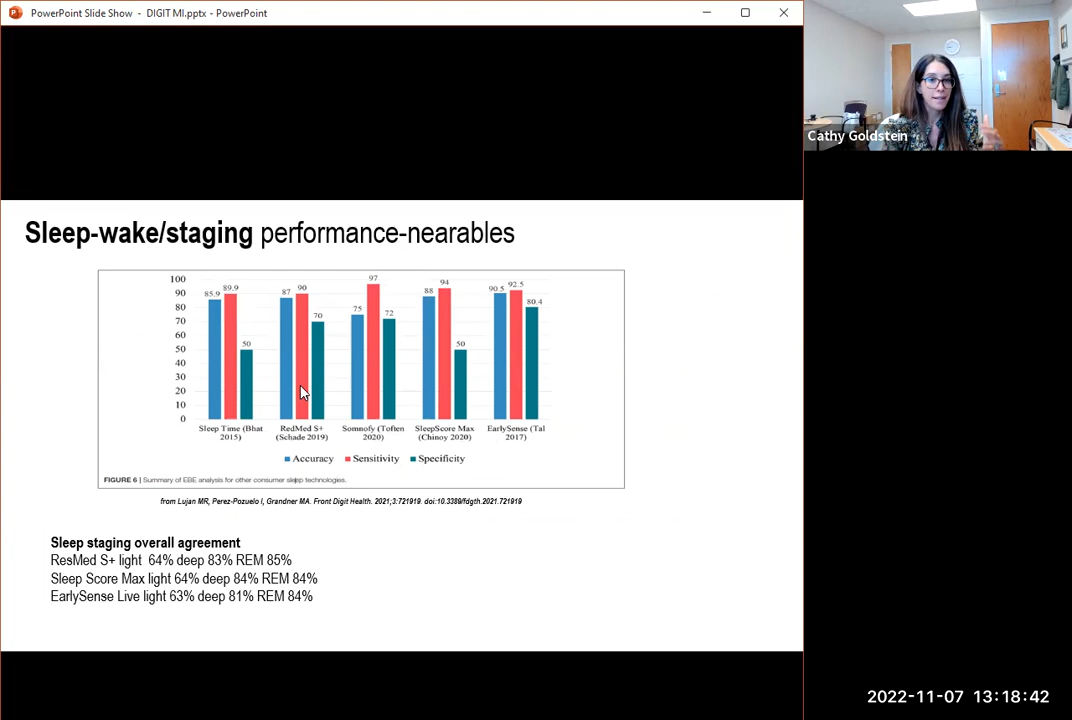 PowerPoint Slide Show - DIGIT MI.pptx - PowerPoint
Cathy Goldstein
Sleep-wake/staging performance-nearables
100
90
80
70
60
50
40
30
20
10
0
85.9 89.9 50
87 90 70
75 97 72
88 94 50
90.5 92.5 80.4
Sleep Time (Bhat
2015)
RedMed S+
(Schade 2019)
Somnofy (Toften
2020)
SleepScore Max
(Chinoy 2020)
EarlySense (Tal
2017)
Accuracy Sensitivity Specificity
FIGURE 6 | Summary of EBE analysis for other consumer sleep technologies.
from Lujan MR, Perez-Pozuelo I, Grandner MA. Front Digit Health. 2021;3:721919. doi:10.3389/fdgth.2021.721919
Sleep staging overall agreement
ResMed S+ light 64% deep 83% REM 85%
Sleep Score Max light 64% deep 84% REM 84%
EarlySense Live light 63% deep 81% REM 84%
2022-11-07 13:18:42